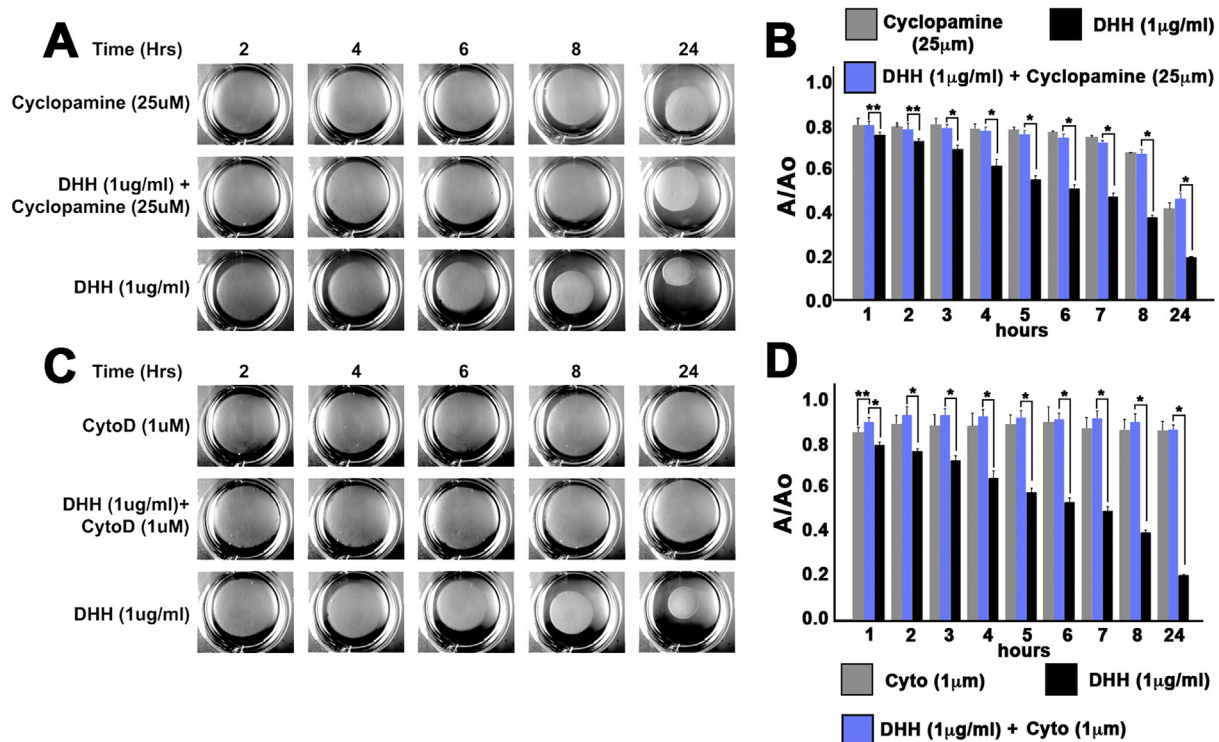 A
Time (Hrs) 2 4 6 8 24
Cyclopamine (25uM)
DHH (1ug/ml) +
Cyclopamine (25uM)
DHH (1ug/ml)
B
Cyclopamine
(25µm)
DHH (1µg/ml)
DHH (1µg/ml) + Cyclopamine (25µm)
1.0
0.8
0.6
0.4
0.2
0.0
A/Ao
** ** * * * * * * *
1 2 3 4 5 6 7 8 24
hours
C
Time (Hrs) 2 4 6 8 24
CytoD (1uM)
DHH (1ug/ml)+
CytoD (1uM)
DHH (1ug/ml)
D
1.0
0.8
0.6
0.4
0.2
0.0
A/Ao
** * * * * * * * * *
1 2 3 4 5 6 7 8 24
hours
Cyto (1µm)
DHH (1µg/ml)
DHH (1µg/ml) + Cyto (1µm)